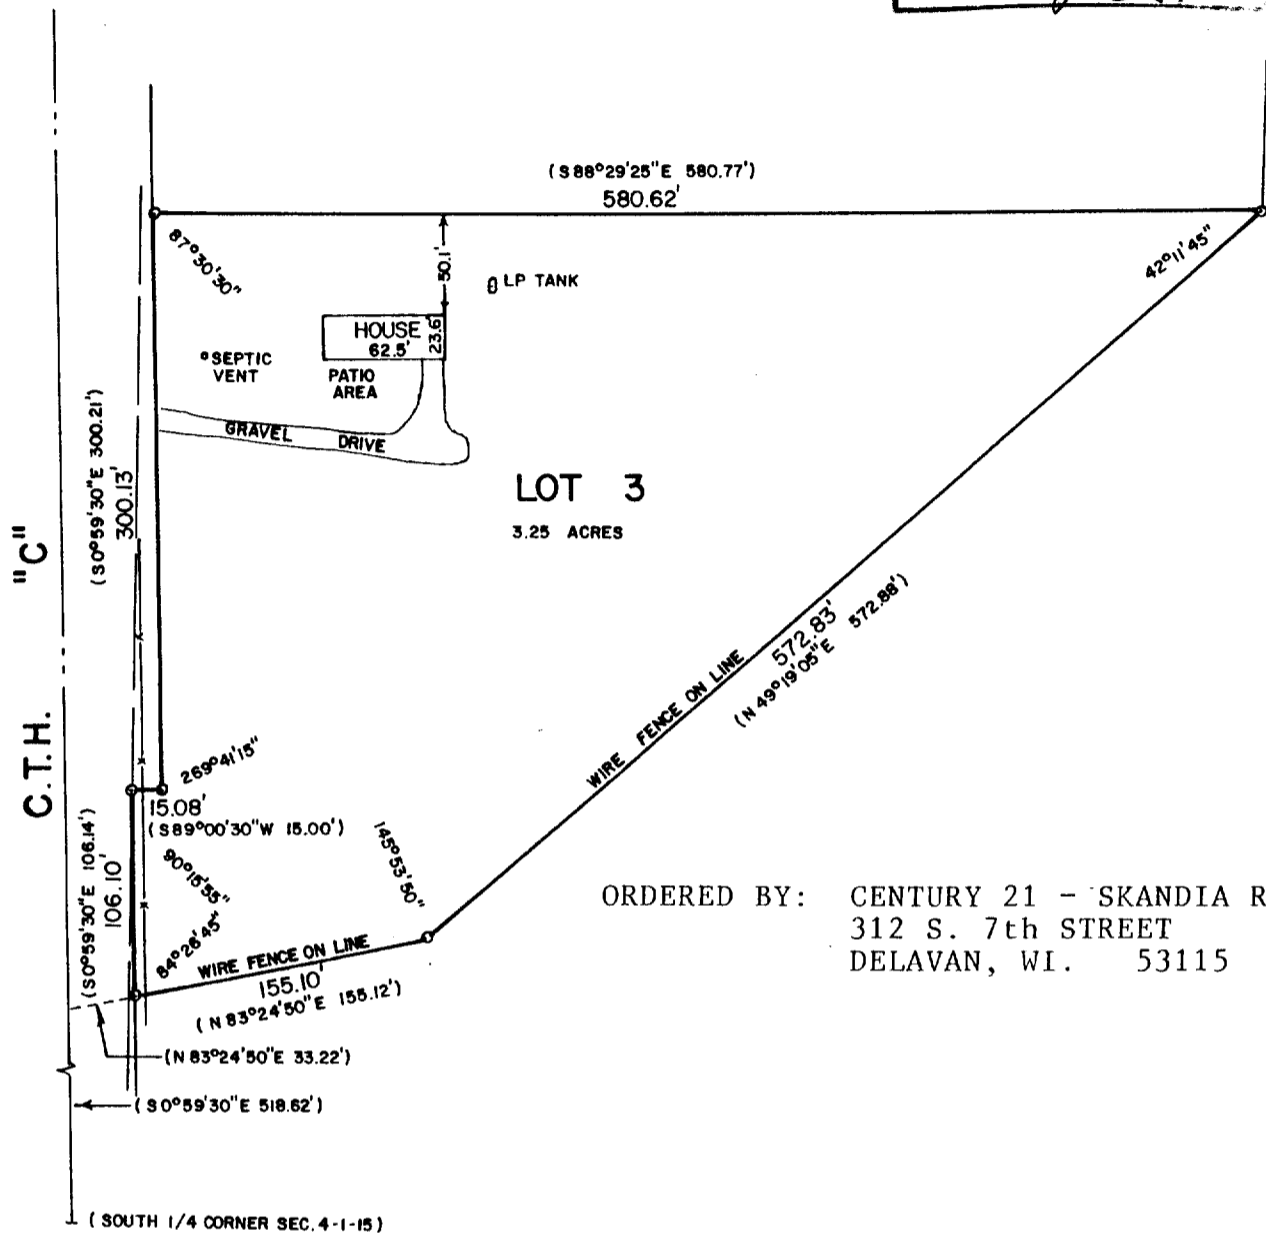 (S88°29'25"E 580.77')
580.62'
87°30'30"
42°11'45"
50.1'
LP TANK
HOUSE
62.5'
23.6'
SEPTIC
VENT
PATIO
AREA
GRAVEL DRIVE
(S0°59'30"E 300.21')
300.13'
LOT 3
3.25 ACRES
C.T.H. "C"
WIRE FENCE ON LINE
572.83'
(N 49°19'05"E 572.88')
269°41'15"
15.08'
(S89°00'30"W 15.00')
(S0°59'30"E 106.14')
106.10'
90°15'55"
84°26'45"
145°53'50"
WIRE FENCE ON LINE
155.10'
(N 83°24'50"E 155.12')
(N 83°24'50"E 33.22')
(S0°59'30"E 518.62')
(SOUTH 1/4 CORNER SEC. 4-1-15)
ORDERED BY: CENTURY 21 - SKANDIA R
312 S. 7th STREET
DELAVAN, WI. 53115